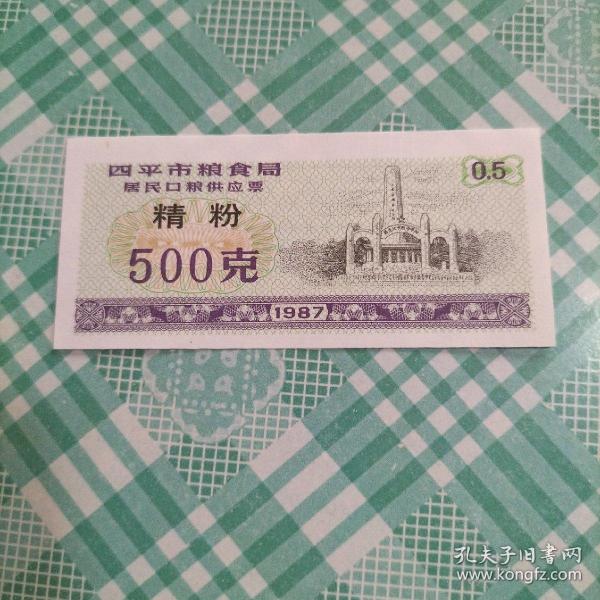 四平市粮食局
居民口粮供应票
0.5
精粉
500克
1987
孔夫子旧书网
www.kongfz.com